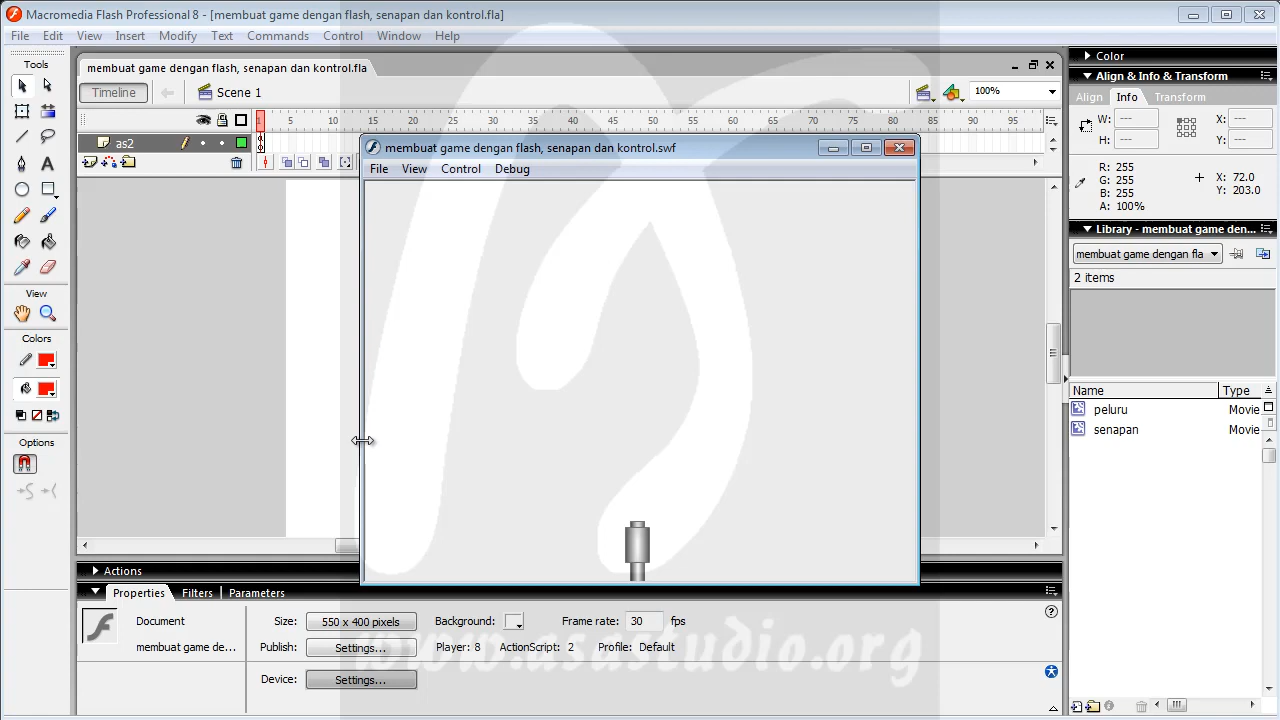 Macromedia Flash Professional 8 - [membuat game dengan flash, senapan dan kontrol.fla]
File Edit View Insert Modify Text Commands Control Window Help
Tools
membuat game dengan flash, senapan dan kontrol.fla
Timeline
Scene 1
100%
1 5 10 15 20 25 30 35 40 45 50 55 60 65 70 75 80 85 90 95
as2
membuat game dengan flash, senapan dan kontrol.swf
File View Control Debug
View
Colors
Options
Color
Align & Info & Transform
Align Info Transform
W: X:
H: Y:
R: 255
G: 255
B: 255
A: 100%
X: 72.0
Y: 203.0
Library - membuat game den...
membuat game dengan fla
2 items
Name Type
peluru Movie
senapan Movie
Actions
Properties Filters Parameters
Document
membuat game de...
Size: 550 x 400 pixels Background: Frame rate: 30 fps
Publish: Settings... Player: 8 ActionScript: 2 Profile: Default
Device: Settings...
www.asastudio.org